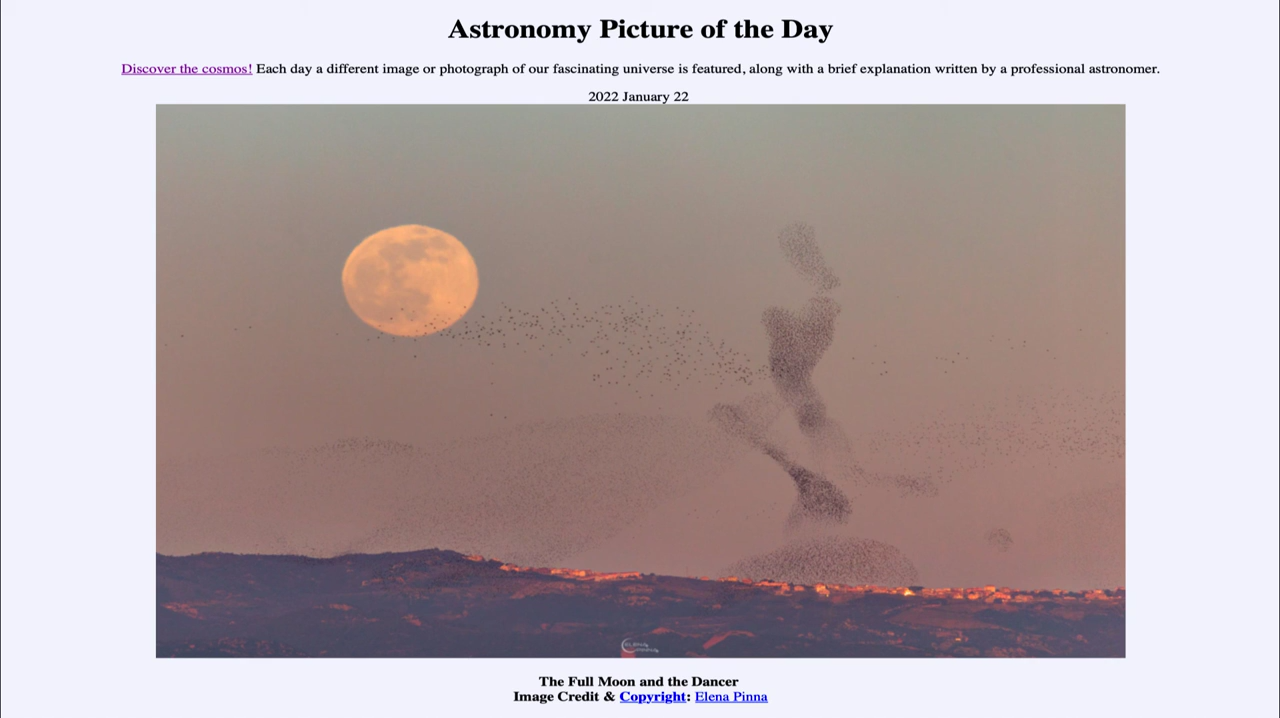 Astronomy Picture of the Day
Discover the cosmos! Each day a different image or photograph of our fascinating universe is featured, along with a brief explanation written by a professional astronomer.
2022 January 22
The Full Moon and the Dancer
Image Credit & Copyright: Elena Pinna